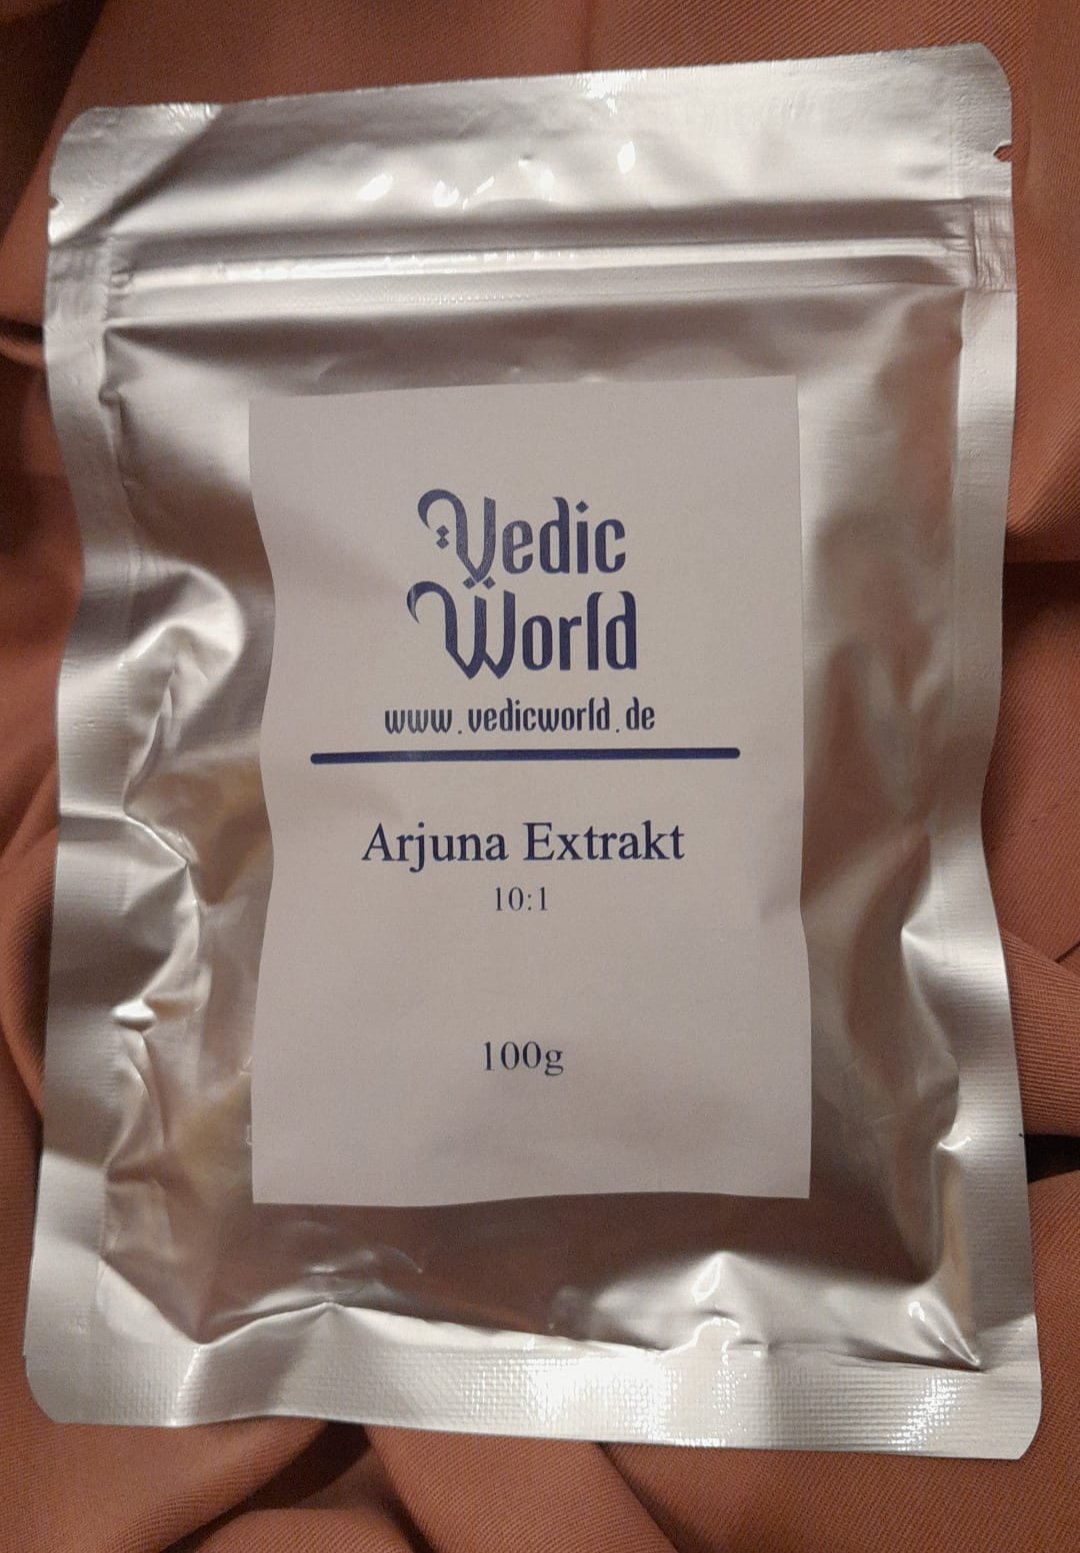 Vedic
World
www.vedicworld.de
Arjuna Extrakt
10:1
100g